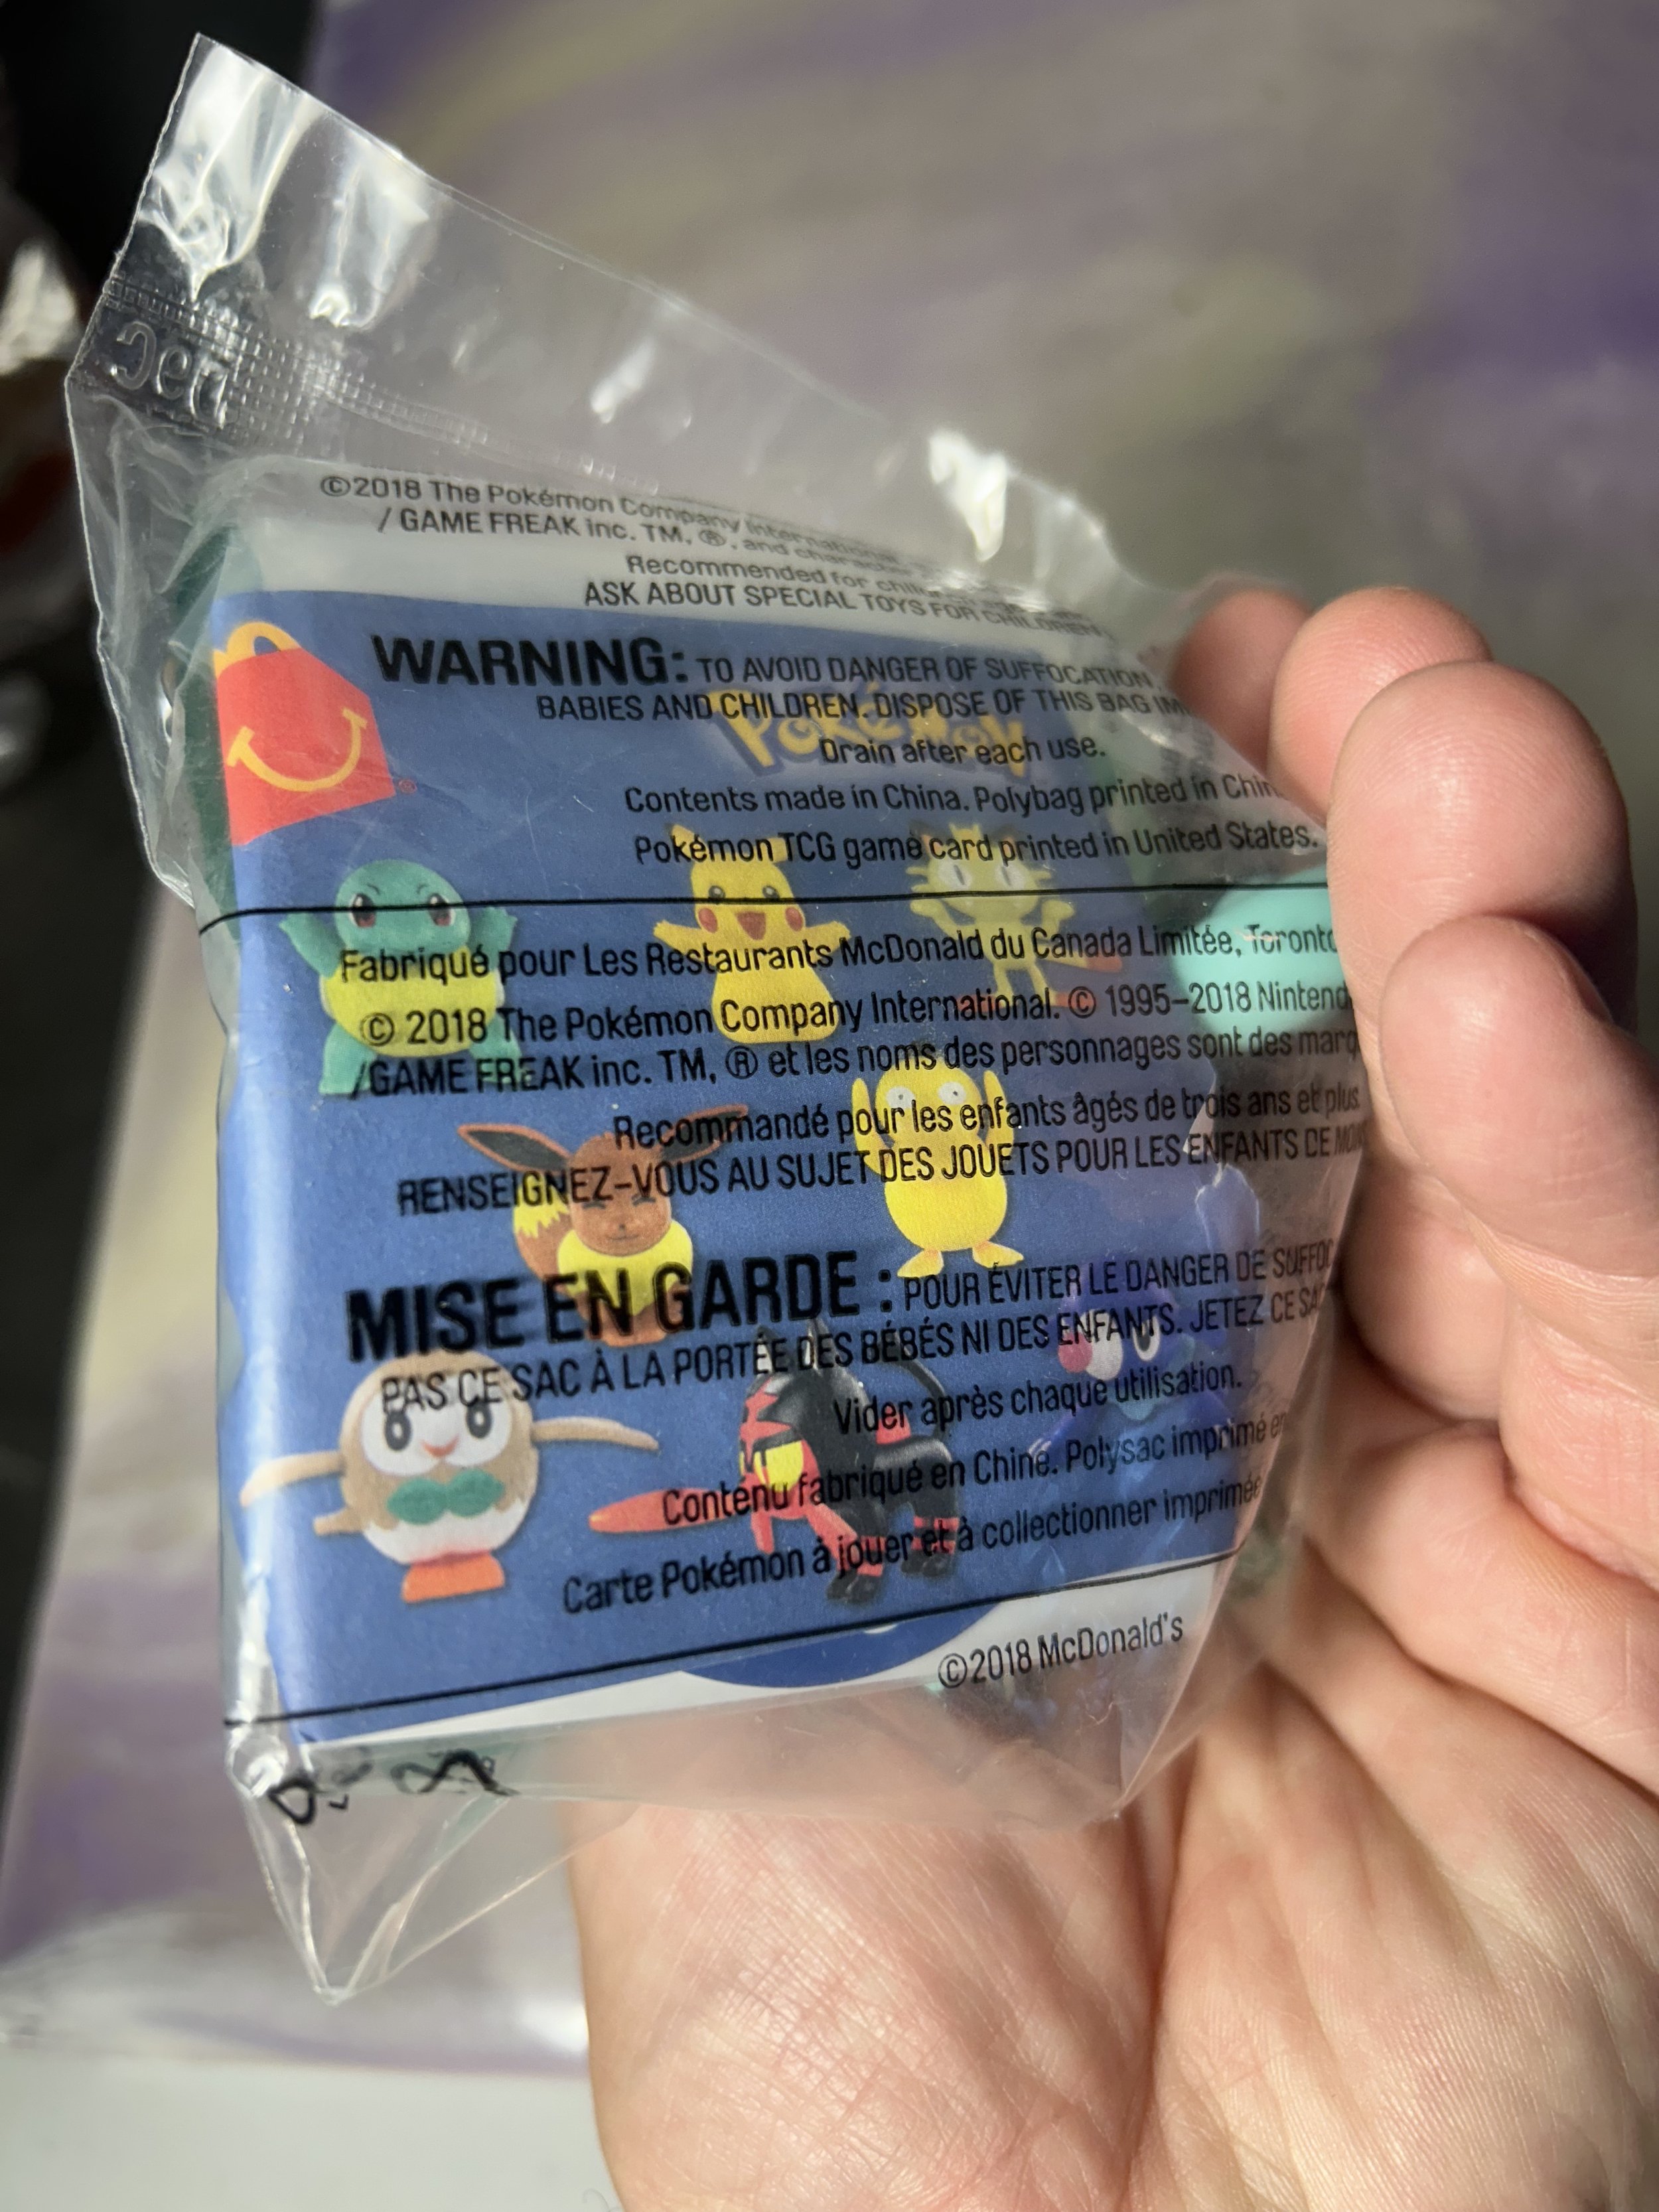 ©2018 The Pokémon Company International
/ GAME FREAK inc. TM, ®, and character
Recommended for
ASK ABOUT SPECIAL TOYS FOR CHILDREN
Pokémon
WARNING: TO AVOID DANGER OF SUFFOCATION
BABIES AND CHILDREN. DISPOSE OF THIS BAG
Drain after each use.
Contents made in China. Polybag printed in
Pokémon TCG game card printed in United States.
Fabriqué pour Les Restaurants McDonald du Canada Limitée, Toronto
© 2018 The Pokémon Company International. © 1995–2018
/GAME FREAK inc. TM, ® et les noms des personnages sont des
Recommandé pour les enfants âgés de trois ans et plus
RENSEIGNEZ-VOUS AU SUJET DES JOUETS POUR LES ENFANTS DE
MISE EN GARDE : POUR ÉVITER LE DANGER DE
PAS CE SAC À LA PORTÉE DES BÉBÉS NI DES ENFANTS. JETEZ CE
Vider après chaque utilisation.
Contenu fabriqué en Chine. Polysac imprimé
Carte Pokémon à jouer et à collectionner imprimée
©2018 McDonald's